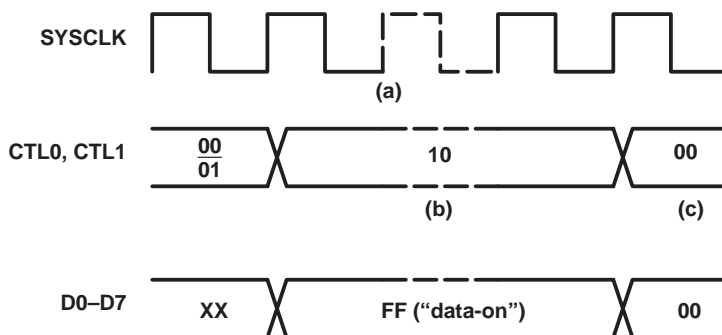 SYSCLK
(a)
CTL0, CTL1
00
01
10
00
(b)
(c)
D0–D7
XX
FF (“data-on”)
00